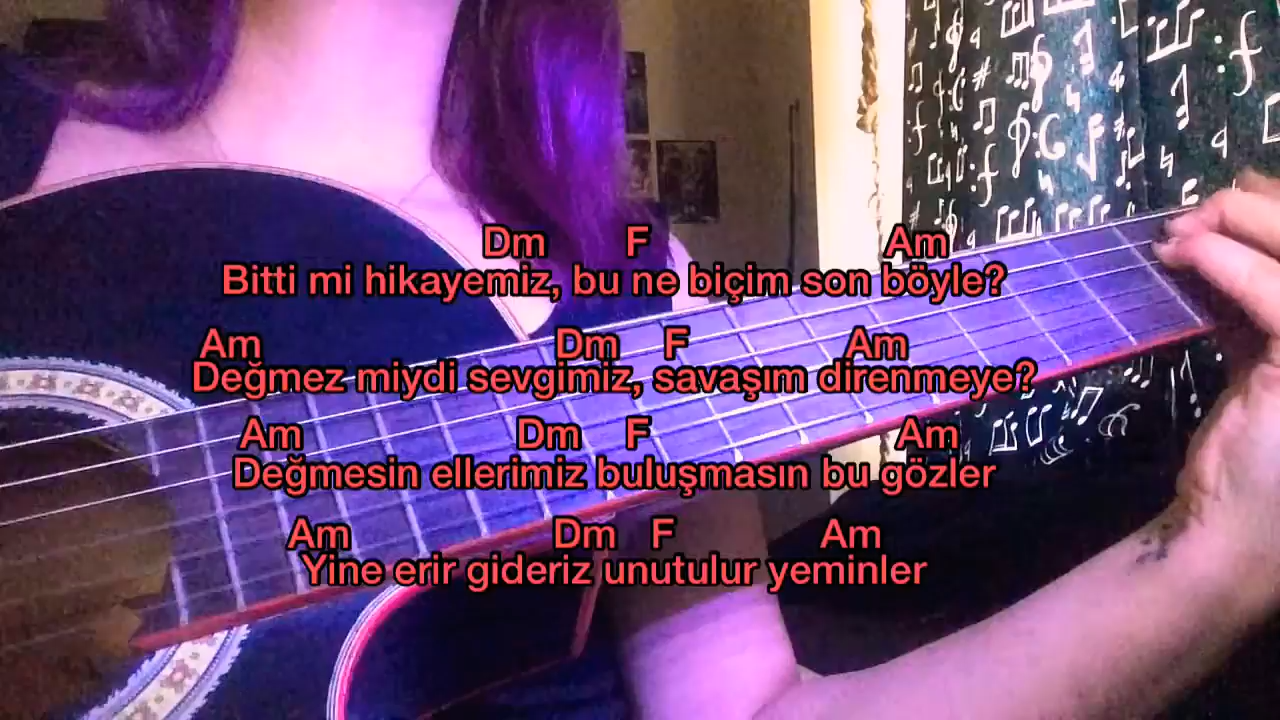 Dm F Am
Bitti mi hikayemiz, bu ne biçim son böyle?
Am Dm F Am
Değmez miydi sevgimiz, savaşım direnmeye?
Am Dm F Am
Değmesin ellerimiz buluşmasın bu gözler
Am Dm F Am
Yine erir gideriz unutulur yeminler